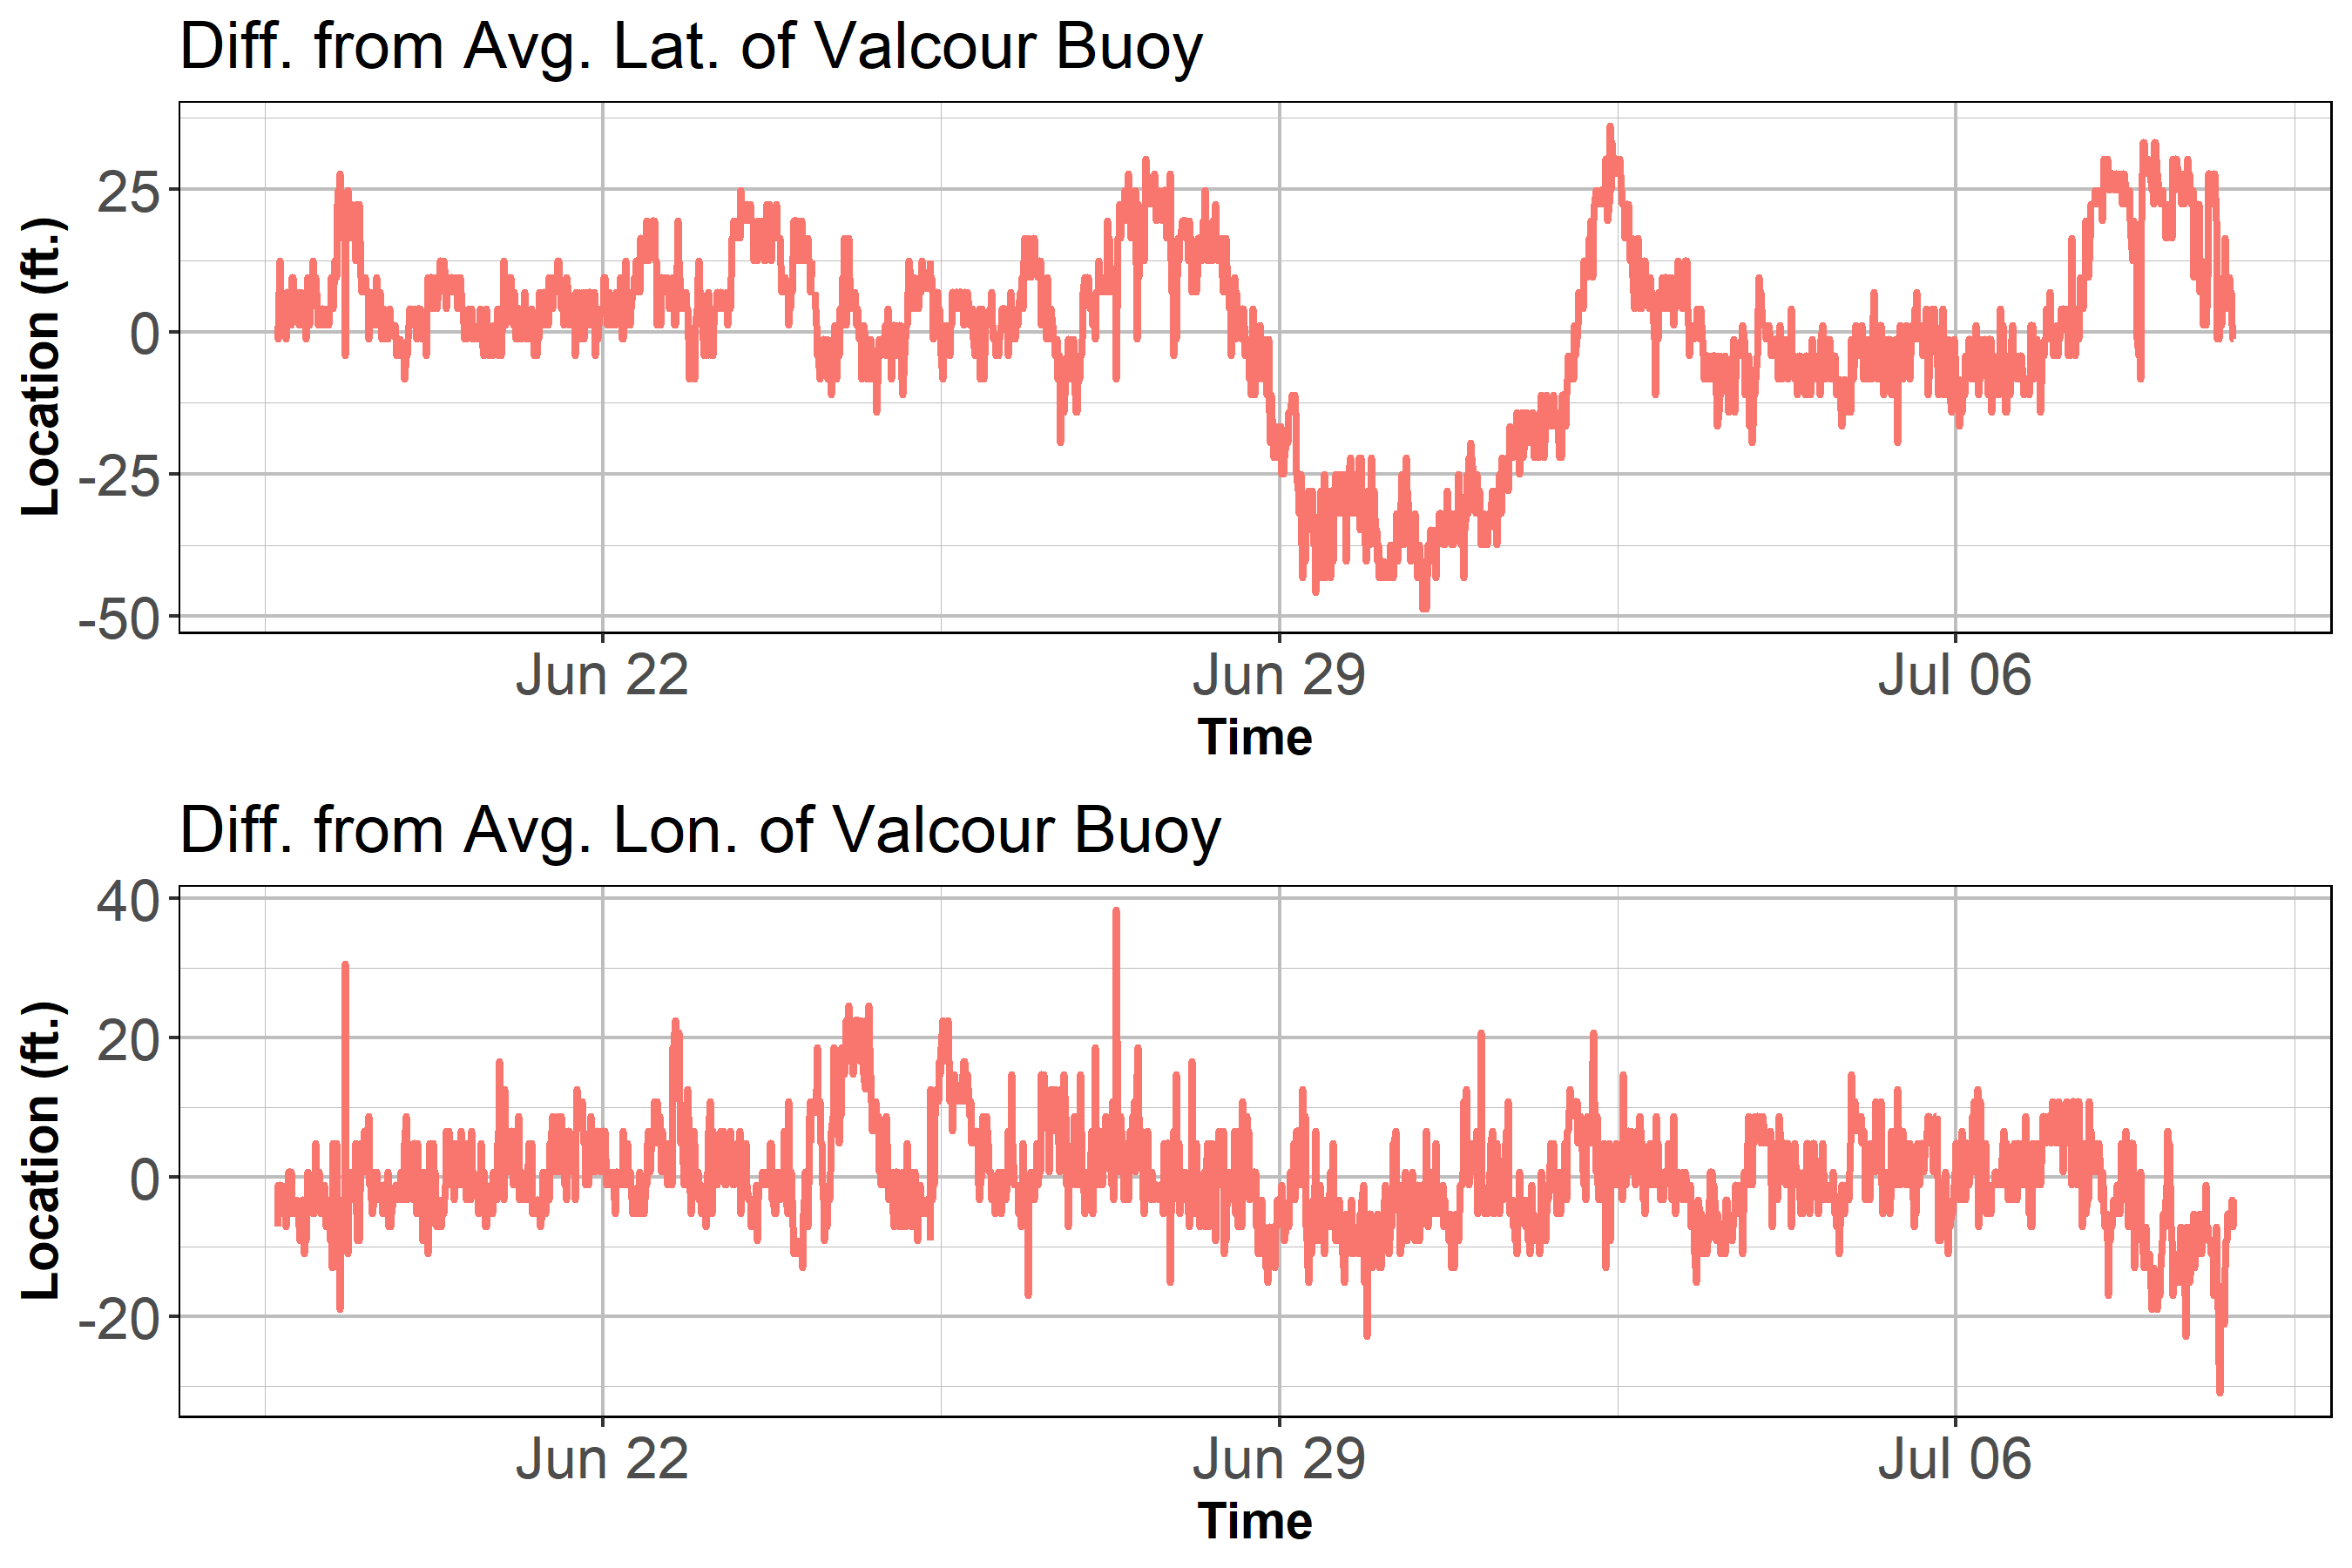 Diff. from Avg. Lat. of Valcour Buoy
Location (ft.)
25
0
-25
-50
Jun 22 Jun 29 Jul 06
Time
Diff. from Avg. Lon. of Valcour Buoy
Location (ft.)
40
20
0
-20
Jun 22 Jun 29 Jul 06
Time